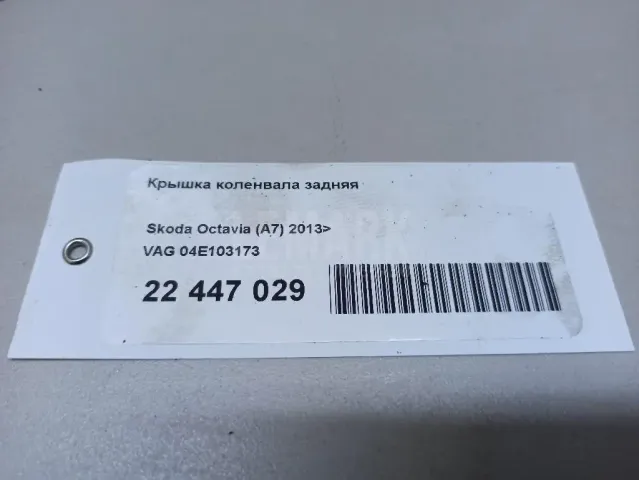 Крышка коленвала задняя
Skoda Octavia (A7) 2013>
VAG 04E103173
22 447 029